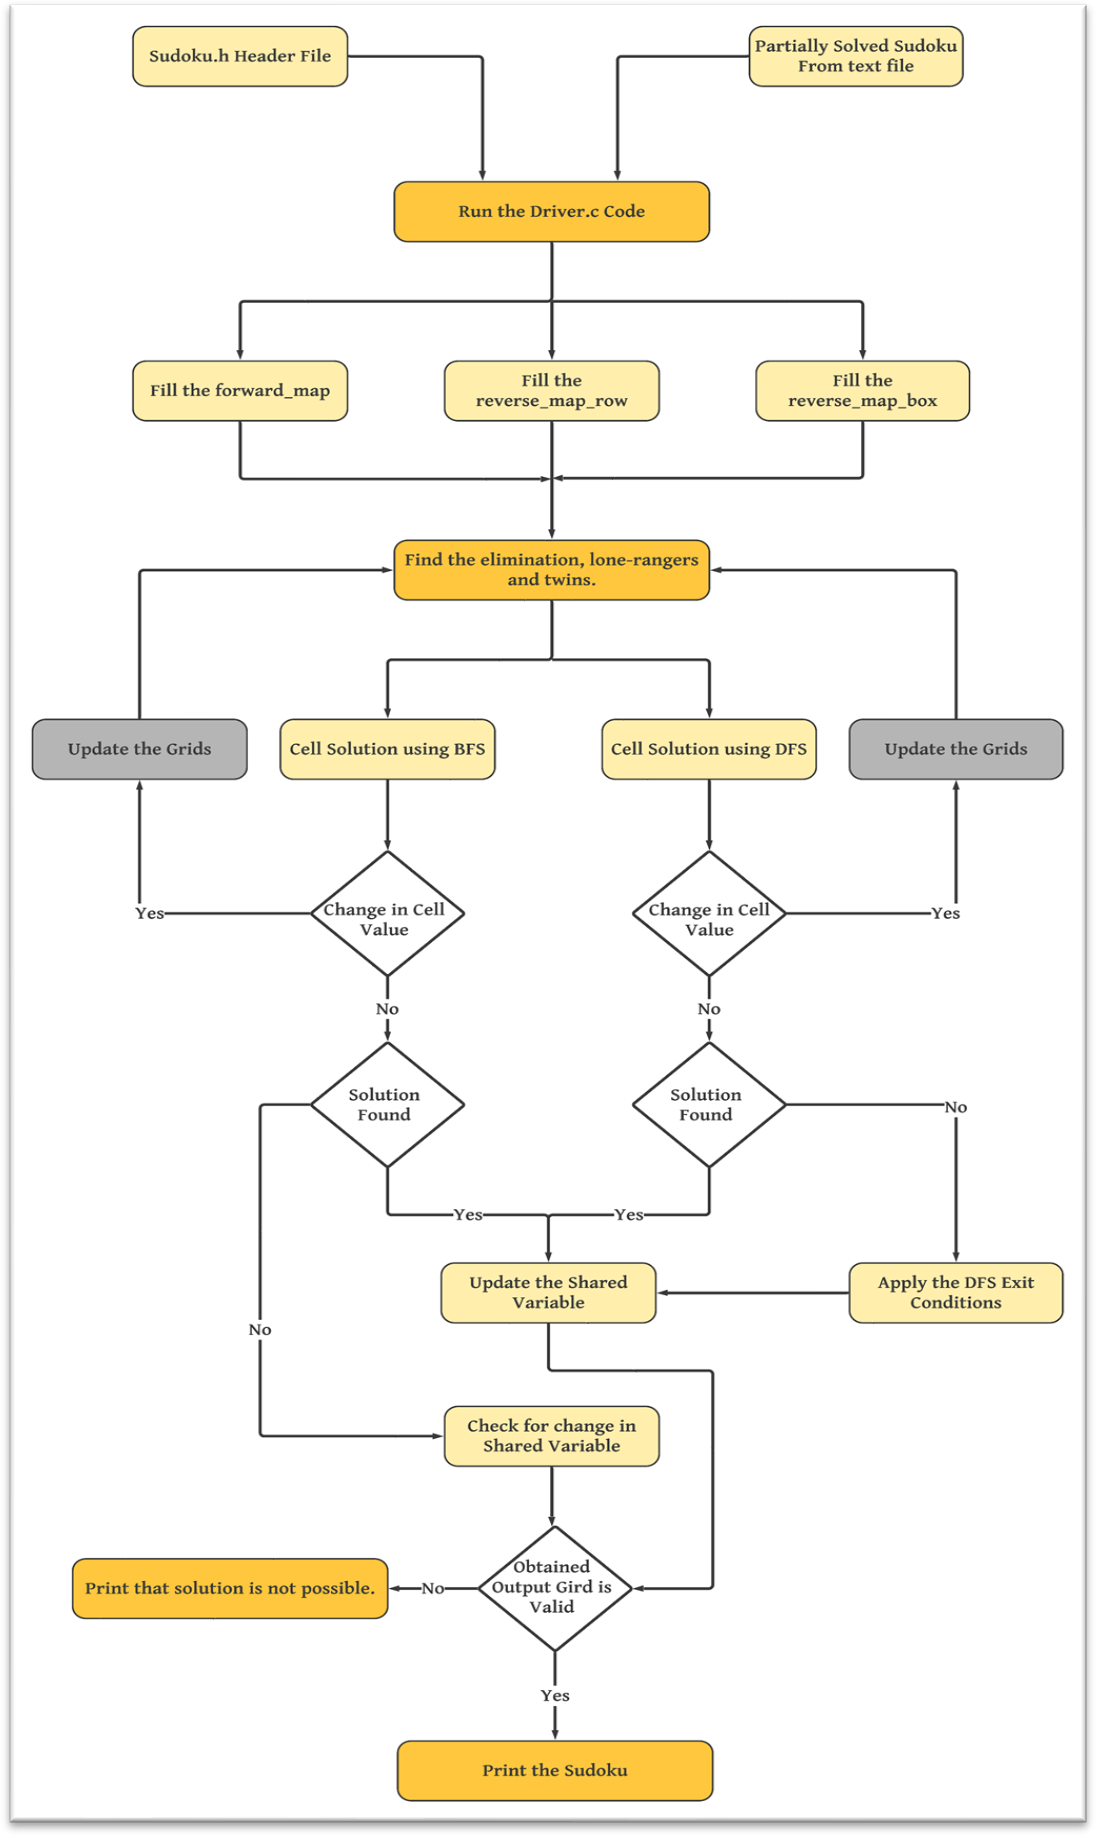 Sudoku.h Header File
Partially Solved Sudoku
From text file
Run the Driver.c Code
Fill the forward_map
Fill the
reverse_map_row
Fill the
reverse_map_box
Find the elimination, lone-rangers
and twins.
Update the Grids
Cell Solution using BFS
Cell Solution using DFS
Update the Grids
Yes
Change in Cell
Value
Change in Cell
Value
Yes
No
No
Solution
Found
Solution
Found
No
Yes
Yes
Update the Shared
Variable
Apply the DFS Exit
Conditions
No
Check for change in
Shared Variable
Print that solution is not possible.
No
Obtained
Output Gird is
Valid
Yes
Print the Sudoku